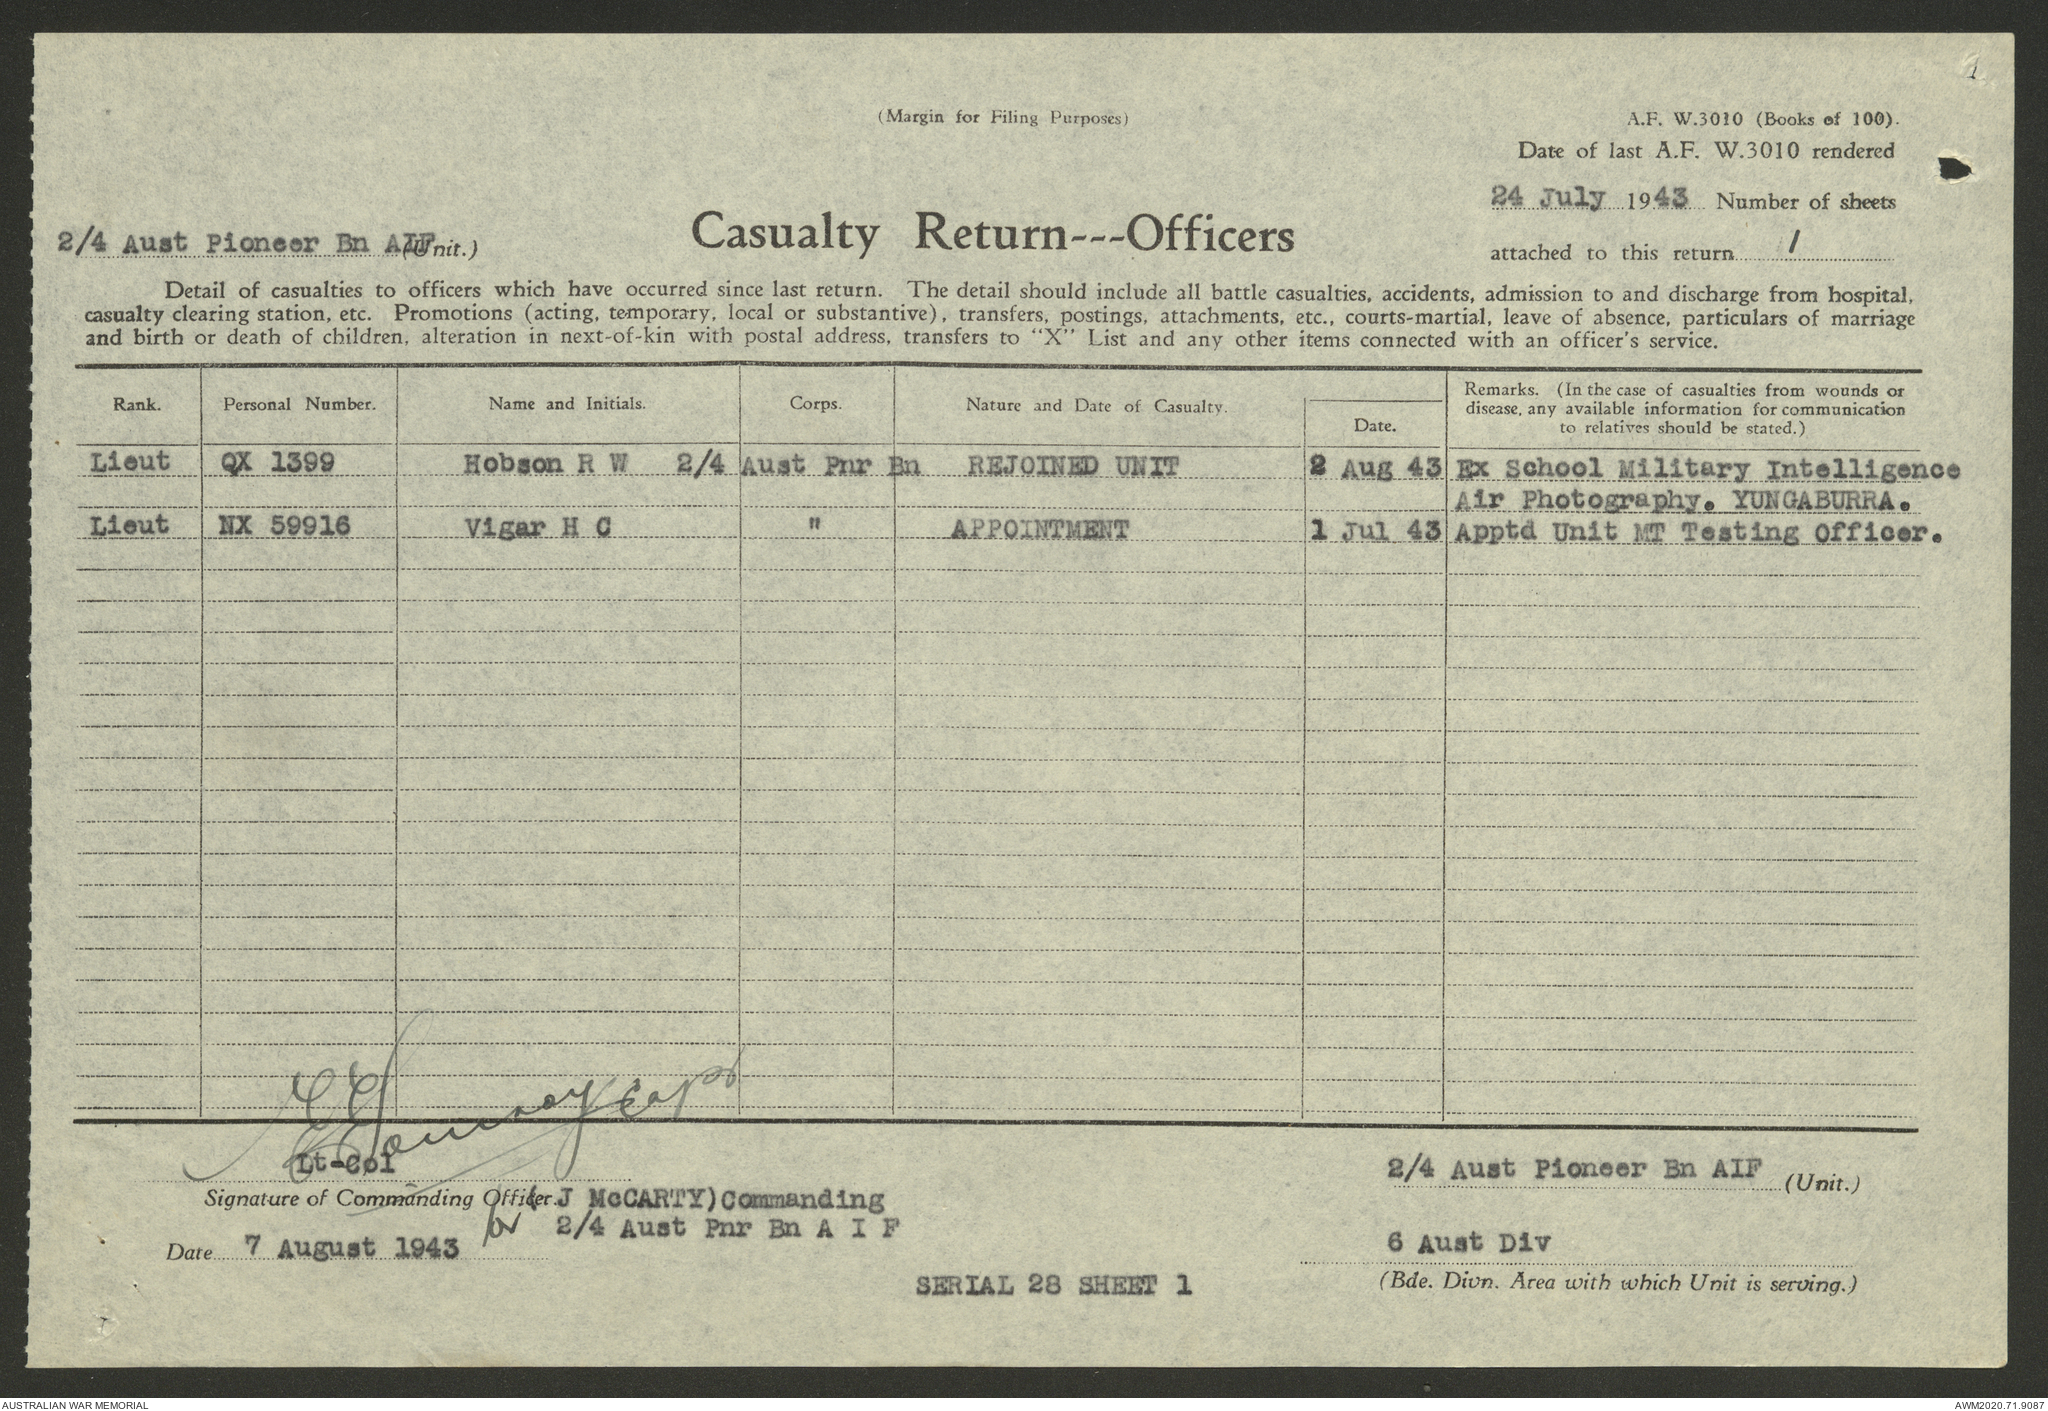 1
(Margin for Filing Purposes)
A.F. W.3010 (Books of 100).
Date of last A.F. W.3010 rendered
24 July 1943 Number of sheets
attached to this return 1
2/4 Aust Pioneer Bn AIF (Unit.)
Casualty Return---Officers
Detail of casualties to officers which have occurred since last return. The detail should include all battle casualties, accidents, admission to and discharge from hospital,
casualty clearing station, etc. Promotions (acting, temporary, local or substantive), transfers, postings, attachments, etc., courts-martial, leave of absence, particulars of marriage
and birth or death of children, alteration in next-of-kin with postal address, transfers to "X" List and any other items connected with an officer's service.
Rank. Personal Number. Name and Initials. Corps. Nature and Date of Casualty. Date. Remarks. (In the case of casualties from wounds or
disease, any available information for communication
to relatives should be stated.)
Lieut QX 1399 Hobson R W 2/4 Aust Pnr Bn REJOINED UNIT 2 Aug 43 Ex School Military Intelligence
Air Photography. YUNGABURRA.
Lieut NX 59916 Vigar H C " APPOINTMENT 1 Jul 43 Apptd Unit MT Testing Officer.
Capt
Lt-Col
Signature of Commanding Officer. (J McCARTY)Commanding
for 2/4 Aust Pnr Bn A I F
Date 7 August 1943
2/4 Aust Pioneer Bn AIF (Unit.)
6 Aust Div
(Bde. Divn. Area with which Unit is serving.)
SERIAL 28 SHEET 1
AUSTRALIAN WAR MEMORIAL
AWM2020.71.9087